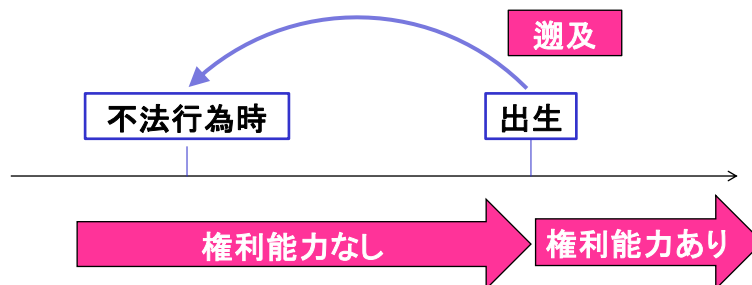 遡及
不法行為時
出生
権利能力なし
権利能力あり